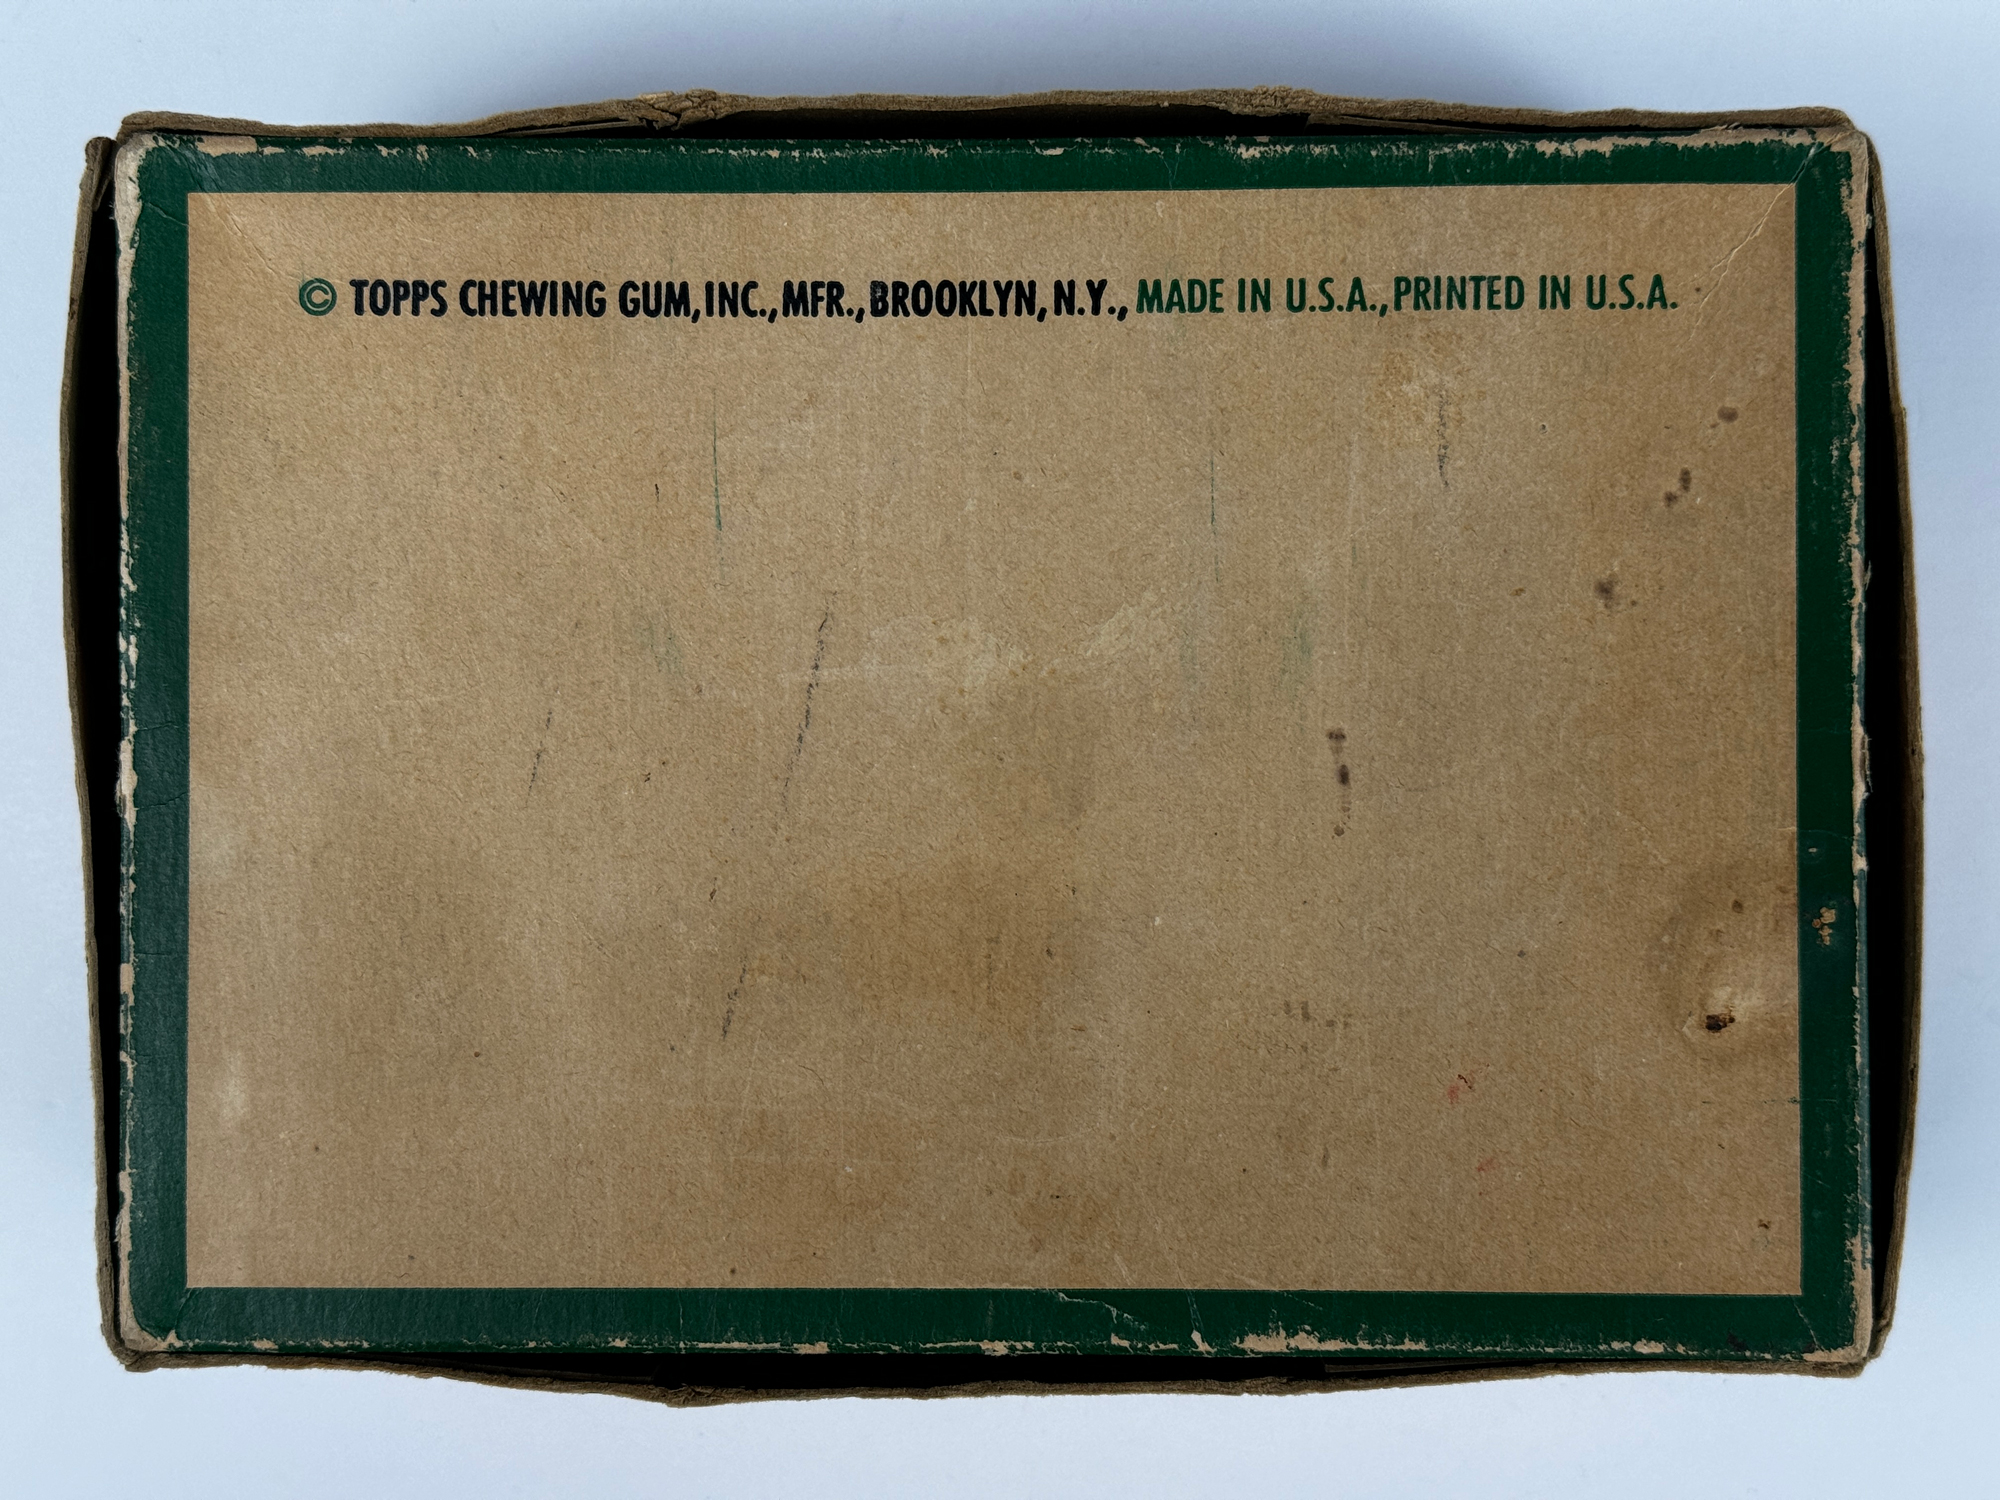 © TOPPS CHEWING GUM, INC., MFR., BROOKLYN, N.Y., MADE IN U.S.A., PRINTED IN U.S.A.